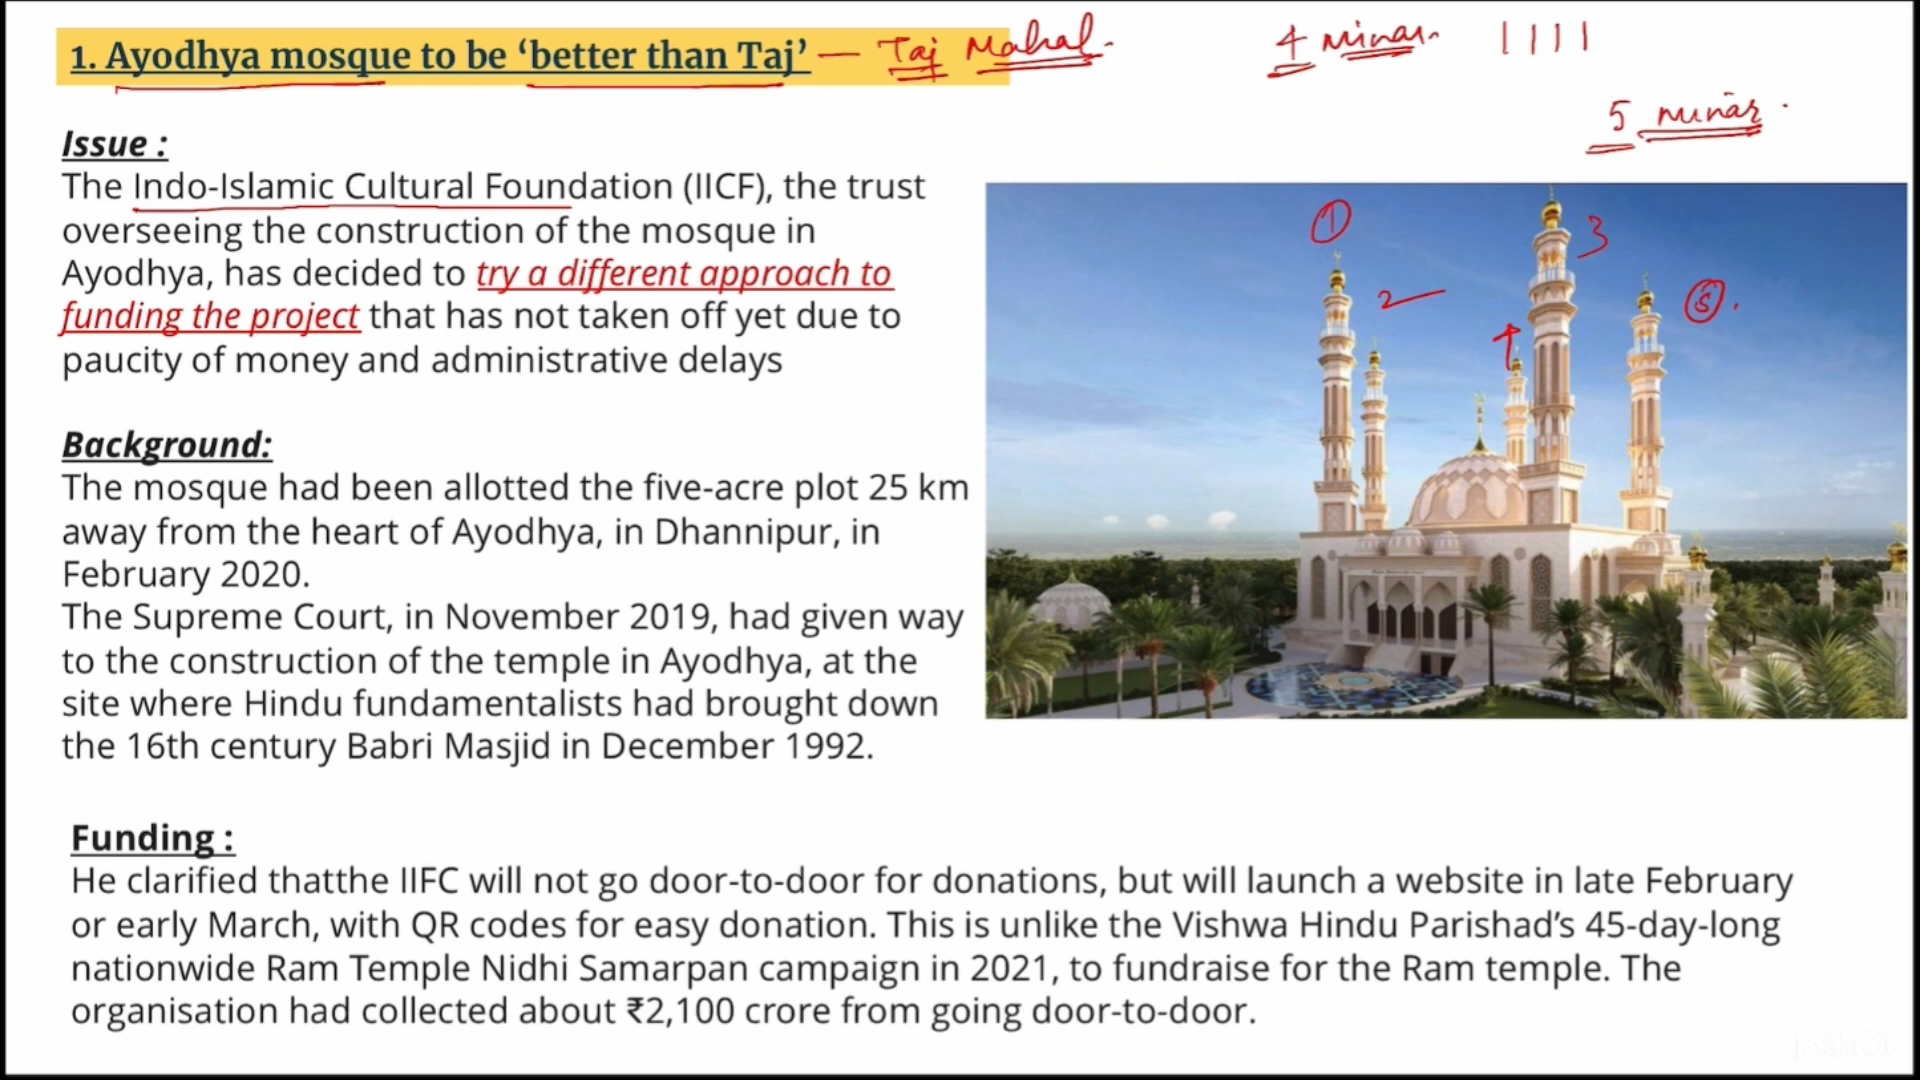 1. Ayodhya mosque to be ‘better than Taj’ — Taj Mahal.
4 minar. ||||
5 minar.
Issue :
The Indo-Islamic Cultural Foundation (IICF), the trust
overseeing the construction of the mosque in
Ayodhya, has decided to try a different approach to
funding the project that has not taken off yet due to
paucity of money and administrative delays
1
2
3
4
5
Background:
The mosque had been allotted the five-acre plot 25 km
away from the heart of Ayodhya, in Dhannipur, in
February 2020.
The Supreme Court, in November 2019, had given way
to the construction of the temple in Ayodhya, at the
site where Hindu fundamentalists had brought down
the 16th century Babri Masjid in December 1992.
Funding :
He clarified thatthe IIFC will not go door-to-door for donations, but will launch a website in late February
or early March, with QR codes for easy donation. This is unlike the Vishwa Hindu Parishad’s 45-day-long
nationwide Ram Temple Nidhi Samarpan campaign in 2021, to fundraise for the Ram temple. The
organisation had collected about ₹2,100 crore from going door-to-door.